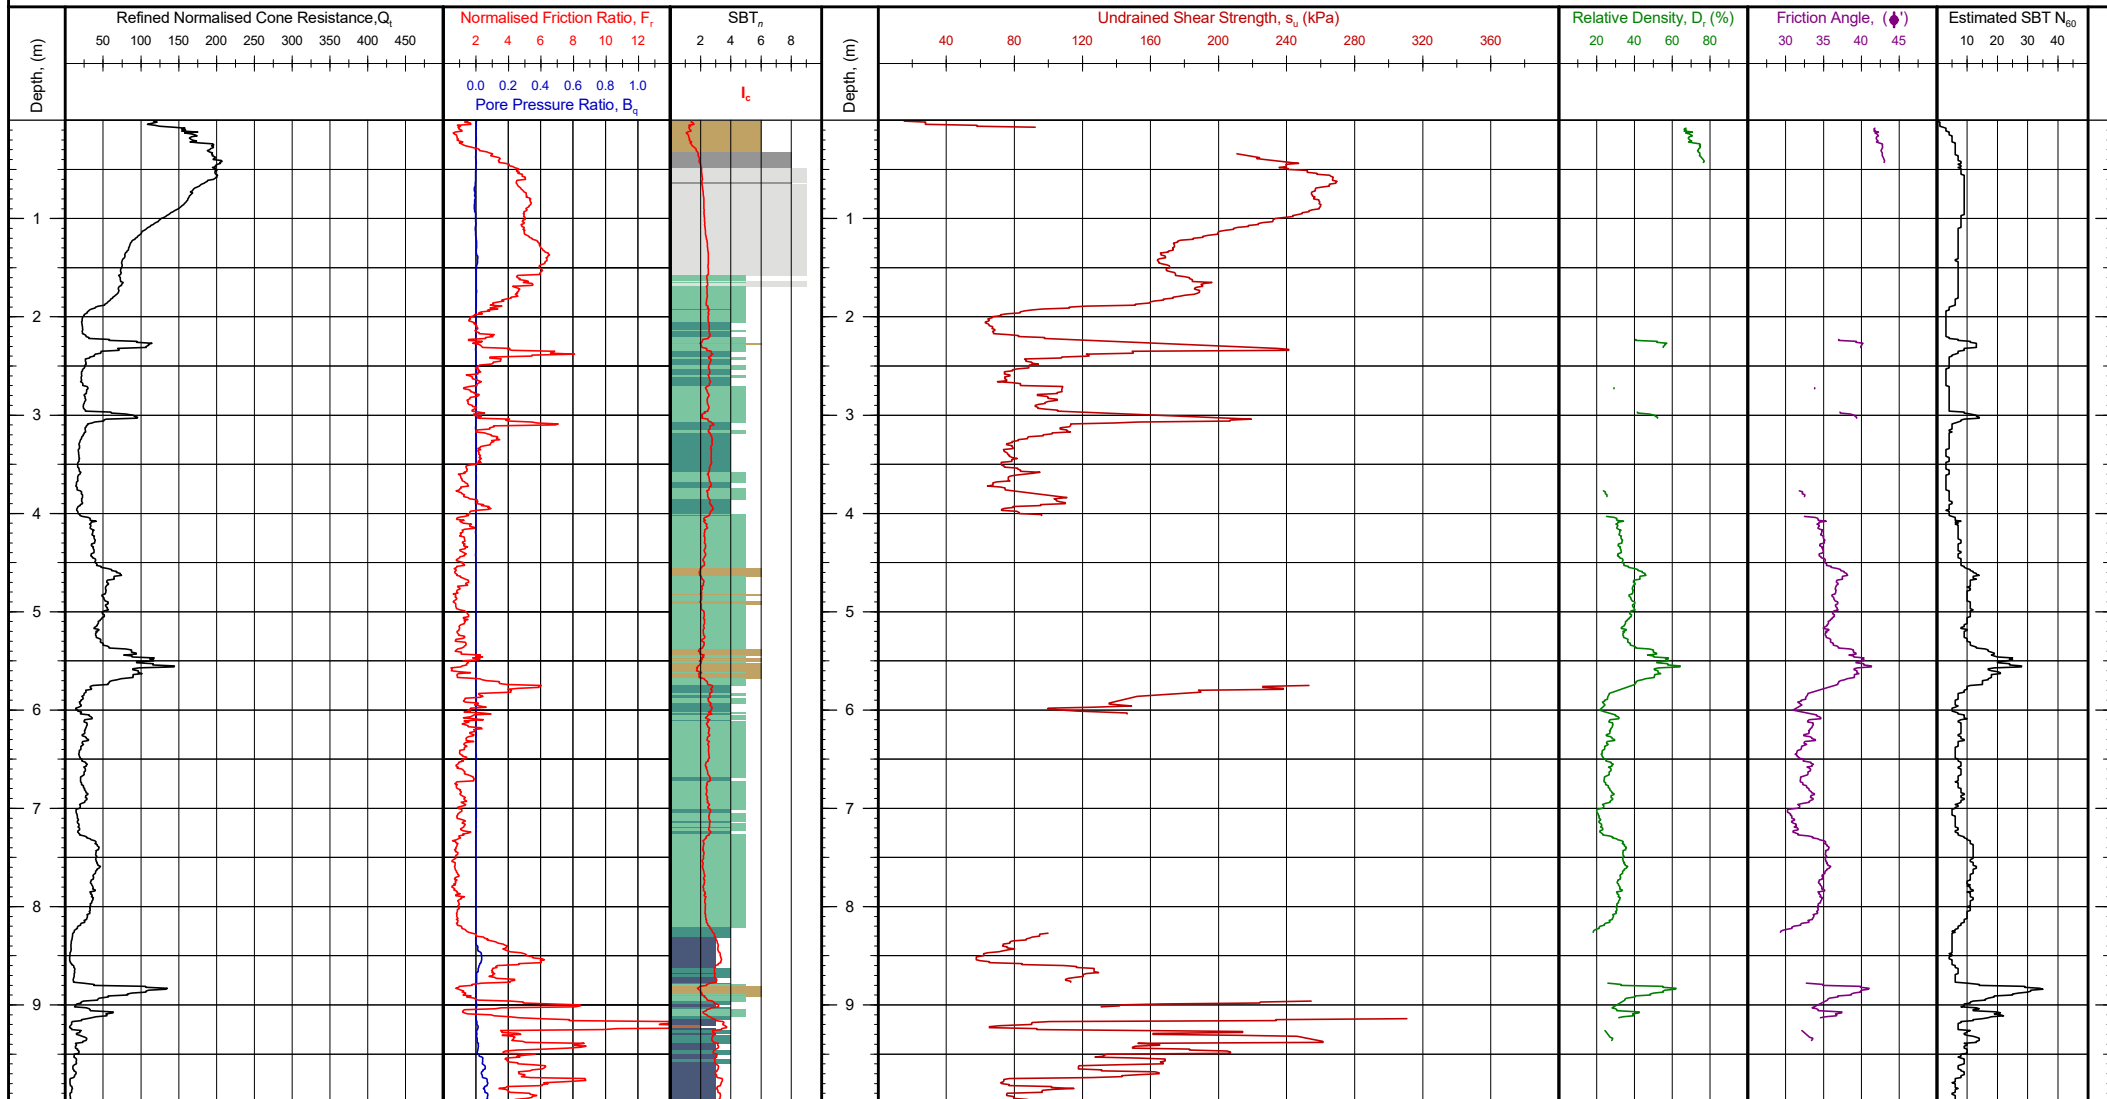 Refined Normalised Cone Resistance,Qt
Normalised Friction Ratio, Fr
SBTn
Undrained Shear Strength, su (kPa)
Relative Density, Dr (%)
Friction Angle, (ϕ')
Estimated SBT N60
50 100 150 200 250 300 350 400 450
2 4 6 8 10 12
2 4 6 8
40 80 120 160 200 240 280 320 360
20 40 60 80
30 35 40 45
10 20 30 40
Depth, (m)
0.0 0.2 0.4 0.6 0.8 1.0
Pore Pressure Ratio, Bq
Ic
Depth, (m)
1 1
2 2
3 3
4 4
5 5
6 6
7 7
8 8
9 9